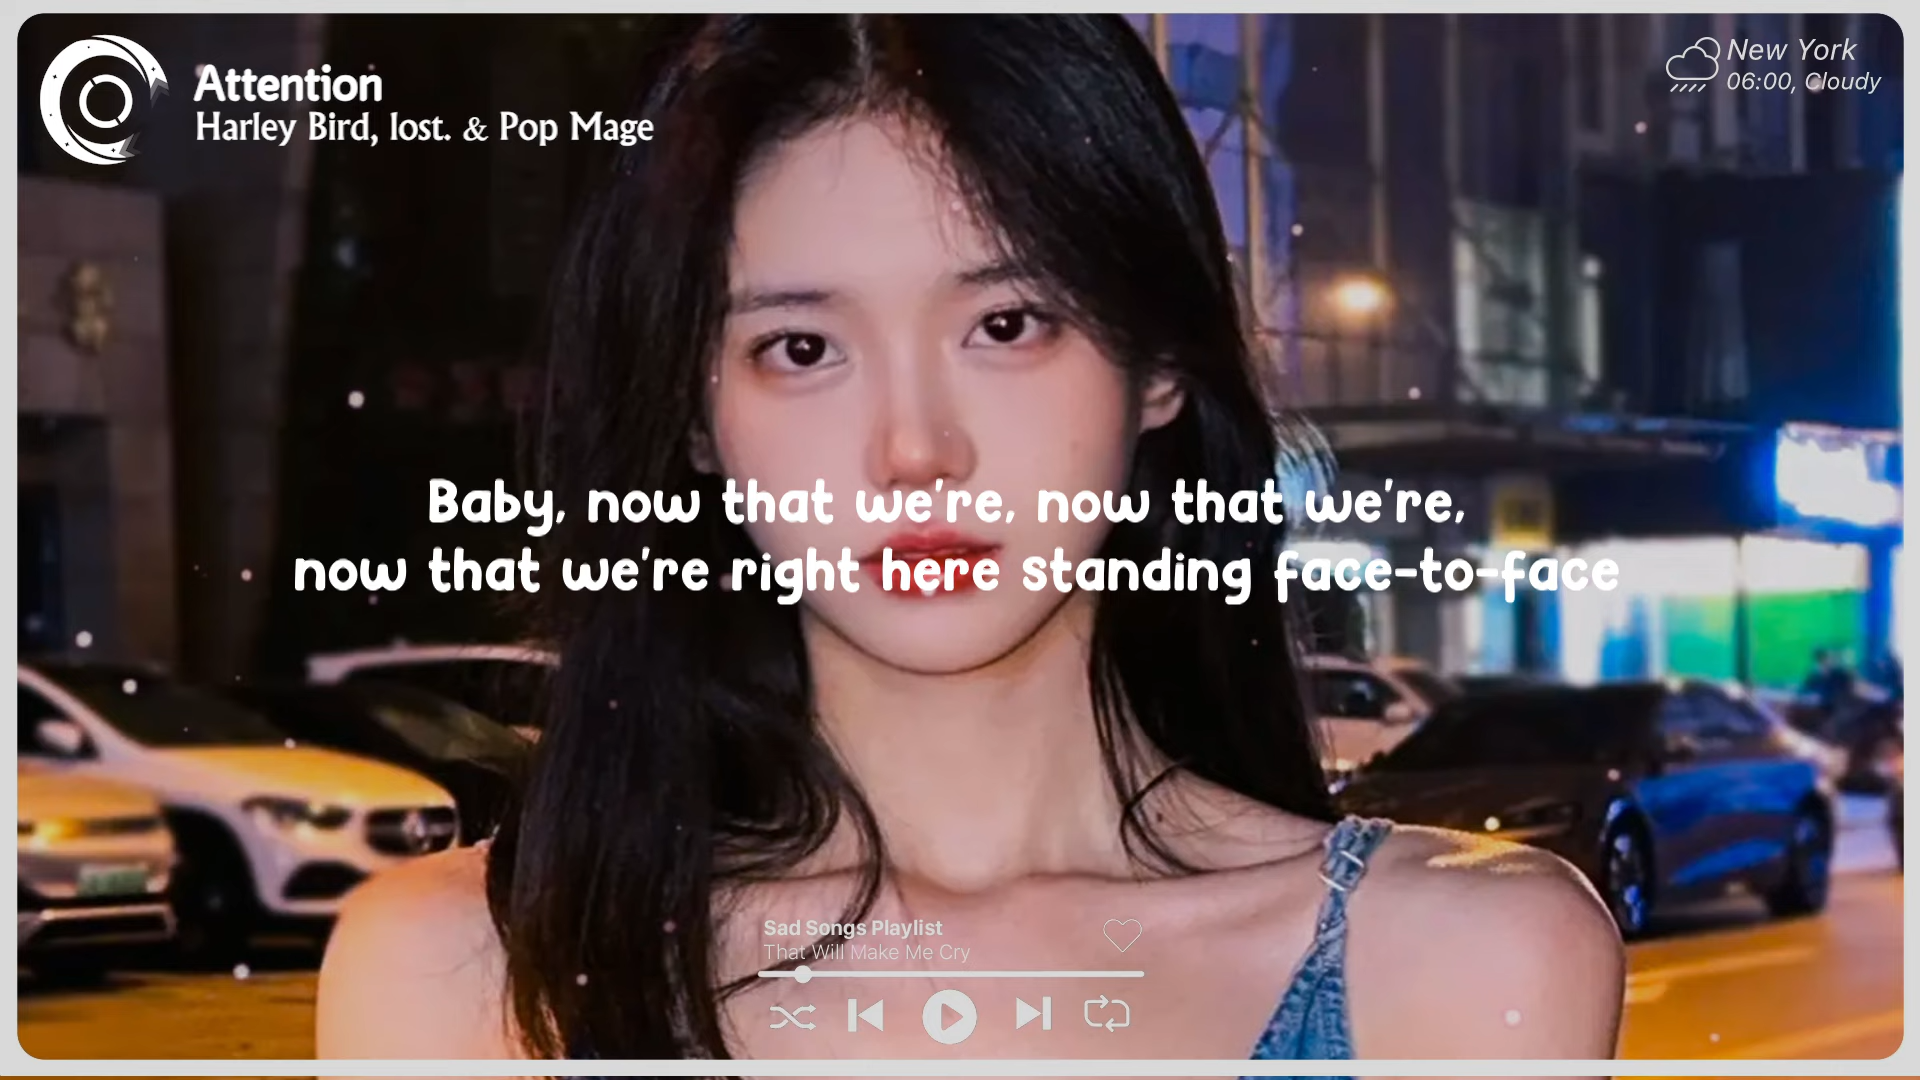 Attention
Harley Bird, lost. & Pop Mage
New York
06:00, Cloudy
Baby, now that we're, now that we're,
now that we're right here standing face-to-face
Sad Songs Playlist
That Will Make Me Cry